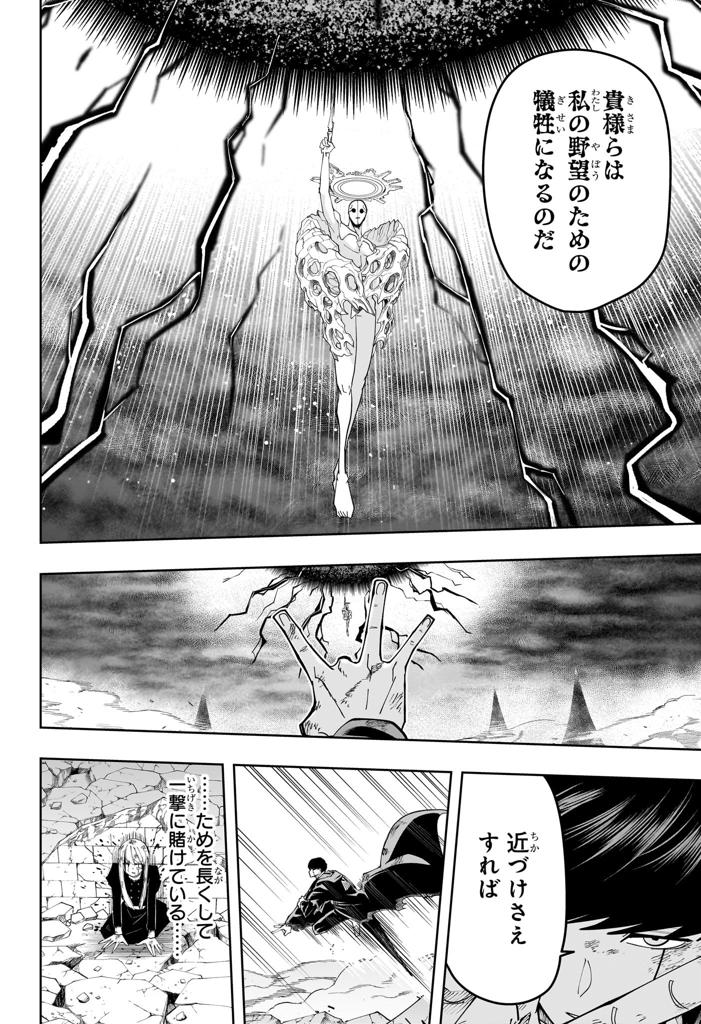 貴様らは
私の野望のための
犠牲になるのだ
近づけさえ
すれば
……ためを長くして
一撃に賭けている……